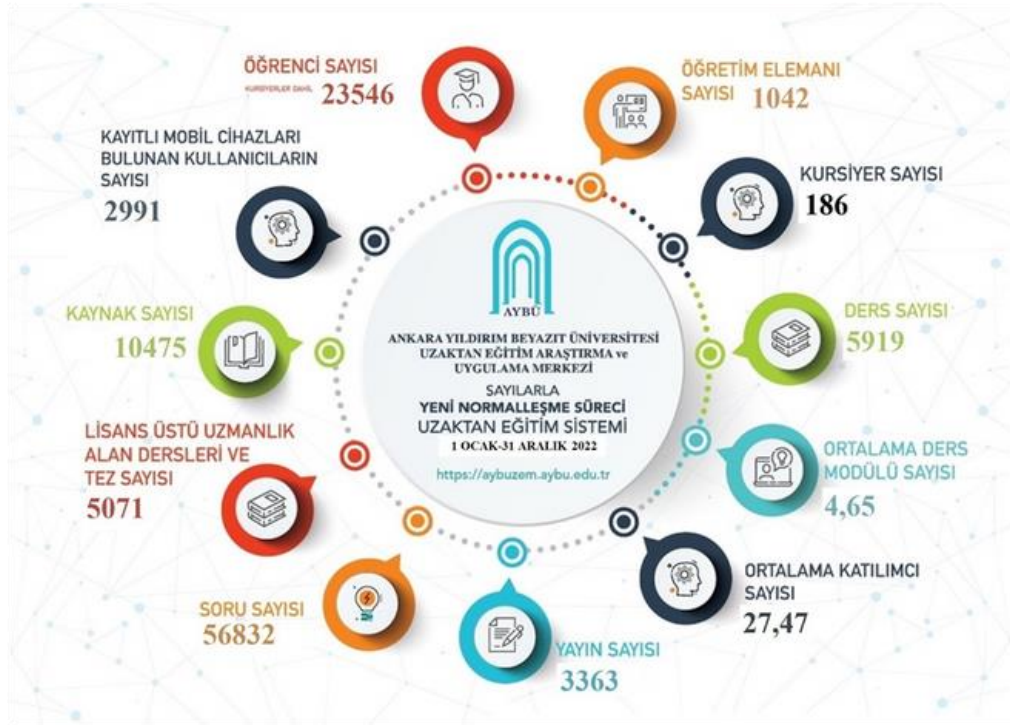 ÖĞRENCİ SAYISI
KURSİYERLER DAHİL 23546
ÖĞRETİM ELEMANI
SAYISI 1042
KAYITLI MOBİL CİHAZLARI
BULUNAN KULLANICILARIN
SAYISI
2991
KURSİYER SAYISI
186
KAYNAK SAYISI
10475
DERS SAYISI
5919
AYBÜ
ANKARA YILDIRIM BEYAZIT ÜNİVERSİTESİ
UZAKTAN EĞİTİM ARAŞTIRMA ve
UYGULAMA MERKEZİ
SAYILARLA
YENİ NORMALLEŞME SÜRECİ
UZAKTAN EĞİTİM SİSTEMİ
1 OCAK-31 ARALIK 2022
https://aybuzem.aybu.edu.tr
LİSANS ÜSTÜ UZMANLIK
ALAN DERSLERİ VE
TEZ SAYISI
5071
ORTALAMA DERS
MODÜLÜ SAYISI
4,65
ORTALAMA KATILIMCI
SAYISI
27,47
SORU SAYISI
56832
YAYIN SAYISI
3363